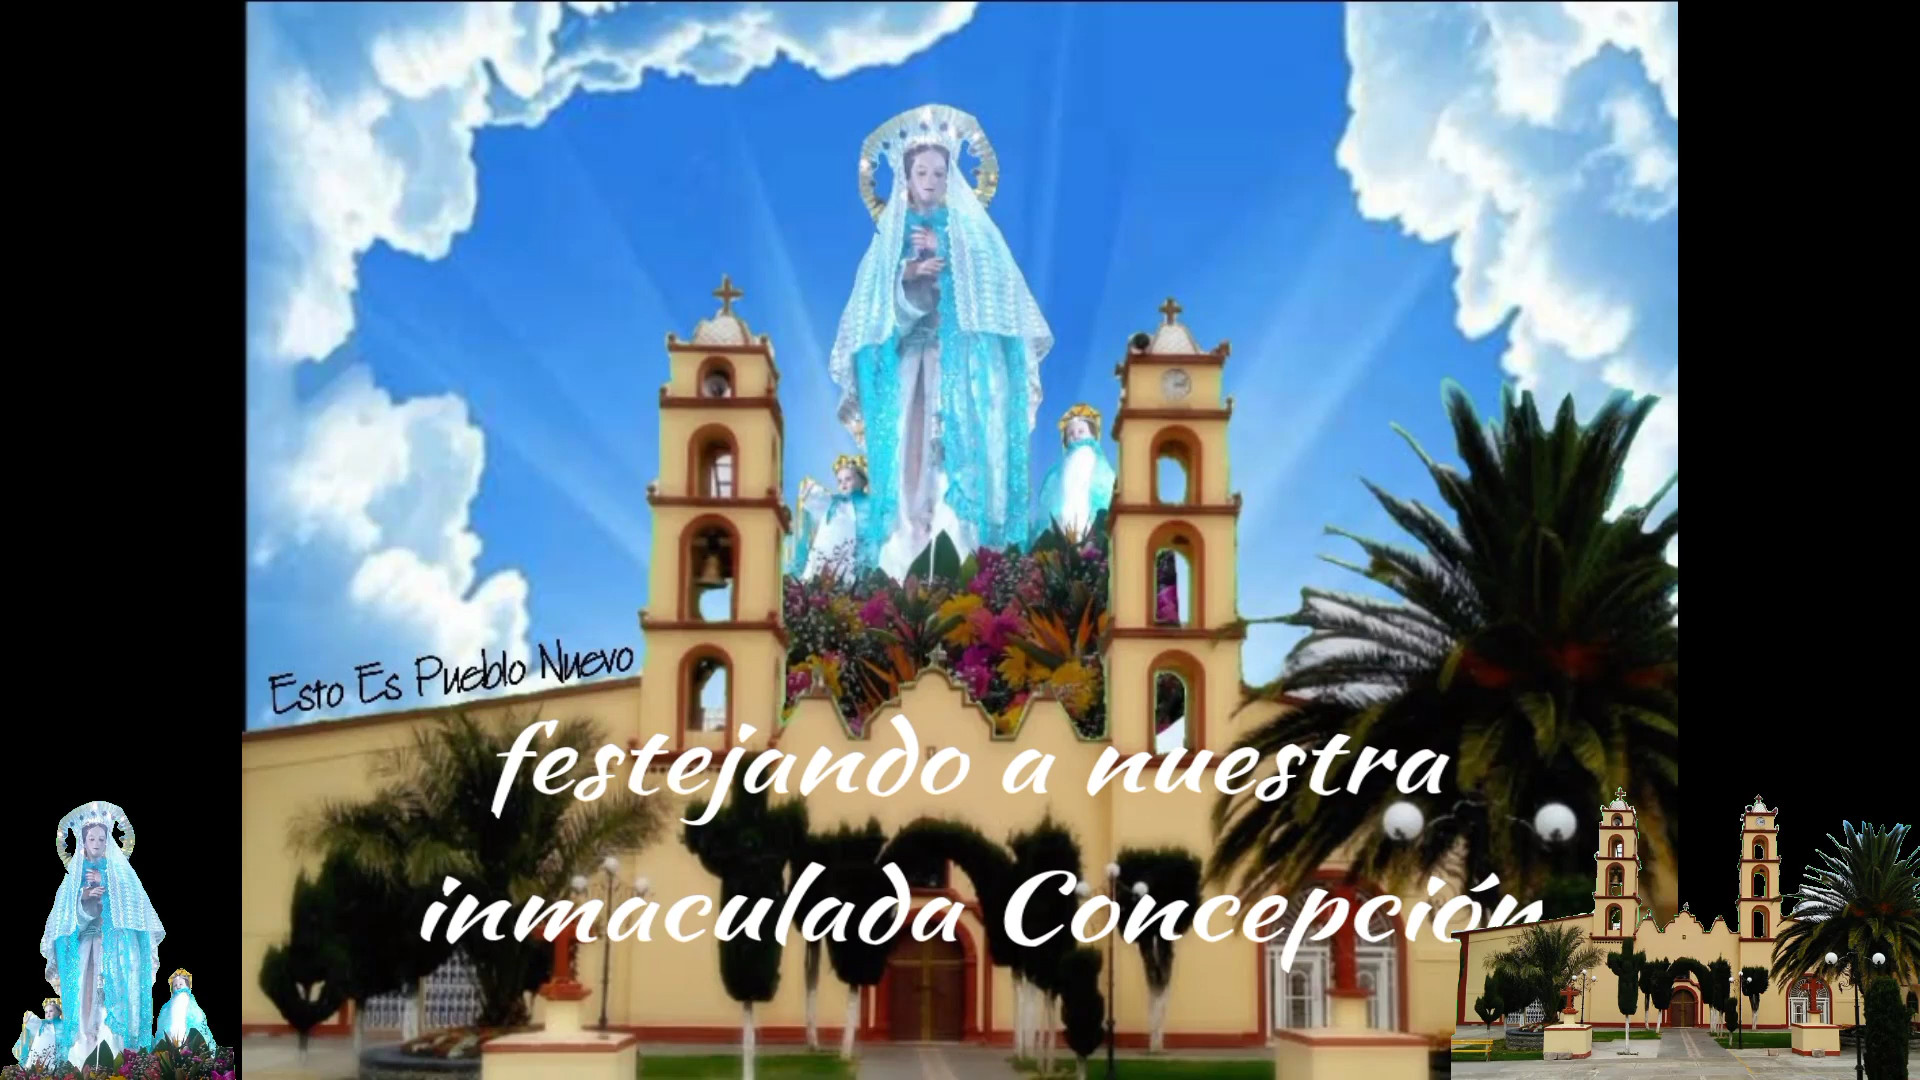 Esto Es Pueblo Nuevo
festejando a nuestra
inmaculada Concepción